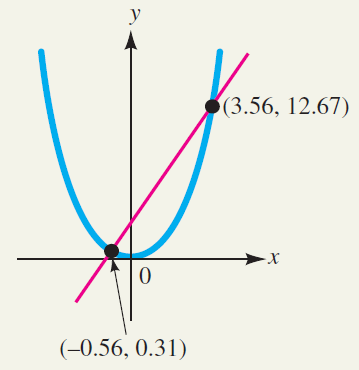 y
(3.56, 12.67)
x
0
(–0.56, 0.31)